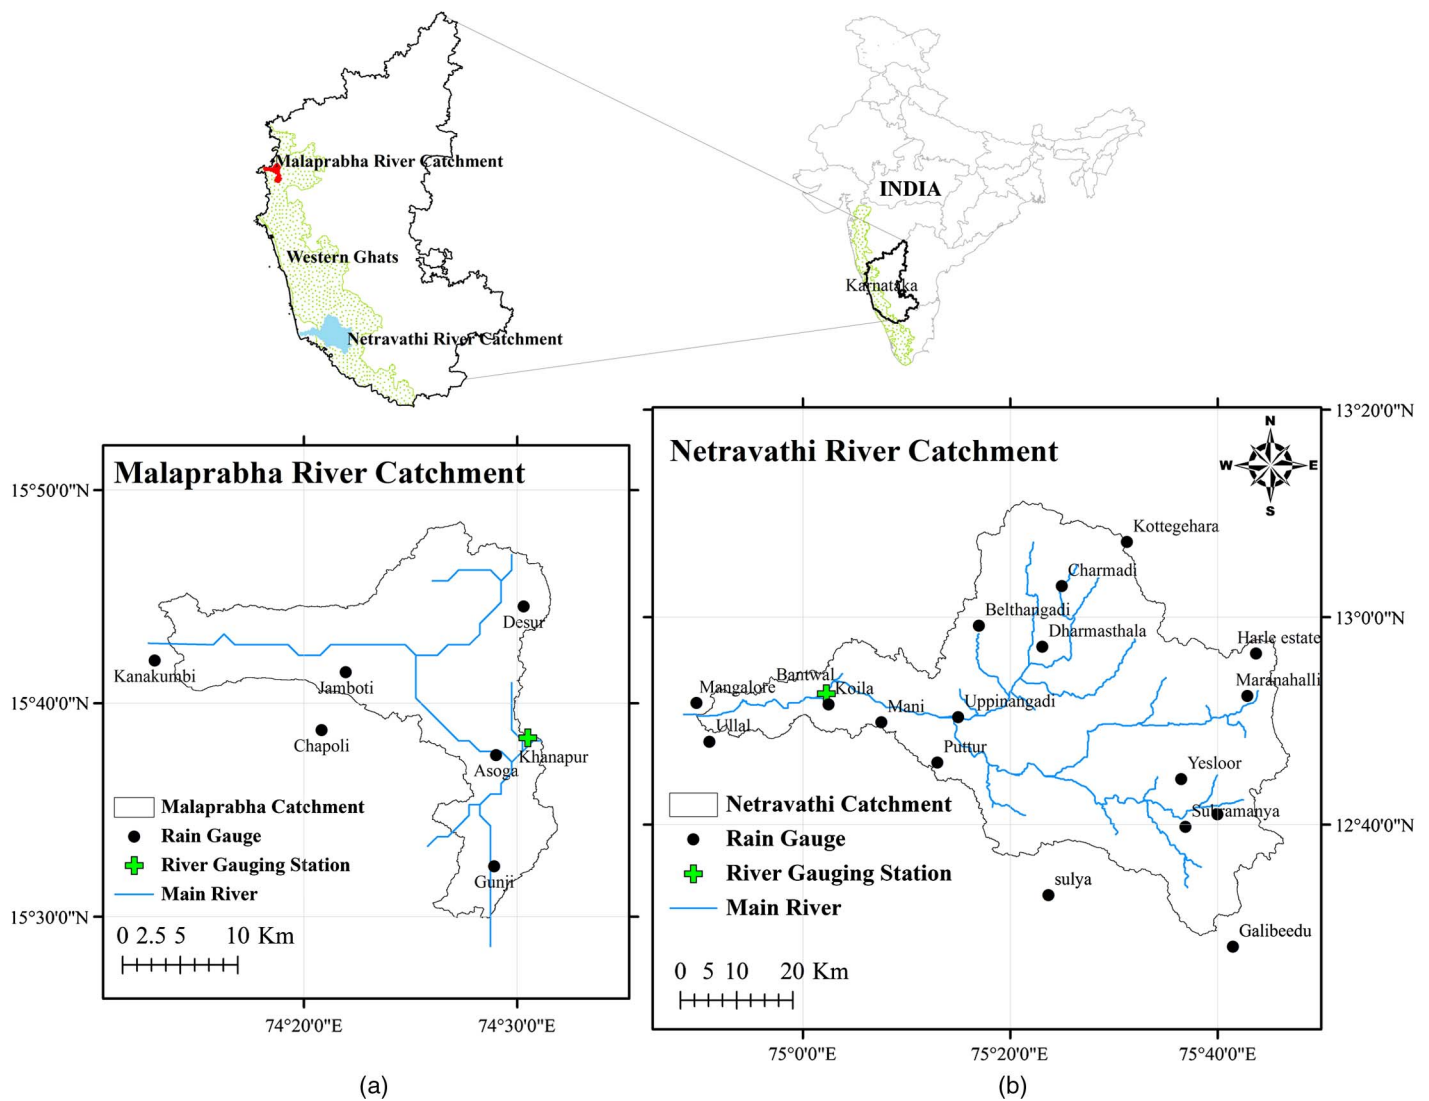 Malaprabha River Catchment
INDIA
Western Ghats
Karnataka
Netravathi River Catchment
Malaprabha River Catchment
15°50'0"N
15°40'0"N
15°30'0"N
Desur
Kanakumbi
Jamboti
Chapoli
Khanapur
Asoga
Gunji
Malaprabha Catchment
Rain Gauge
River Gauging Station
Main River
0 2.5 5 10 Km
74°20'0"E
74°30'0"E
(a)
Netravathi River Catchment
N
W
E
S
13°20'0"N
13°0'0"N
12°40'0"N
Kottegehara
Charmadi
Belthangadi
Dharmasthala
Harle estate
Maranahalli
Bantwal
Koila
Mangalore
Mani
Uppinangadi
Ullal
Puttur
Yesloor
Subramanya
sulya
Galibeedu
Netravathi Catchment
Rain Gauge
River Gauging Station
Main River
0 5 10 20 Km
75°0'0"E
75°20'0"E
75°40'0"E
(b)